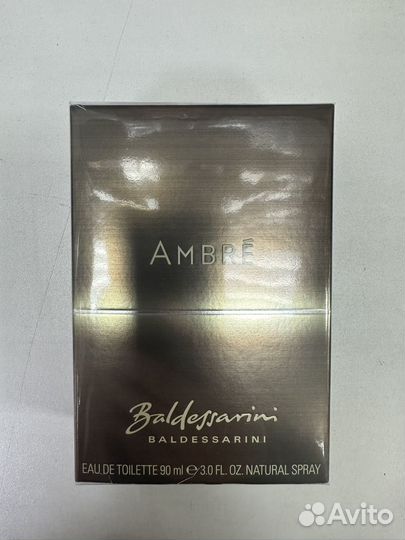 AMBRÉ
Baldessarini
BALDESSARINI
EAU DE TOILETTE 90 ml ℮ 3.0 FL. OZ. NATURAL SPRAY
Avito